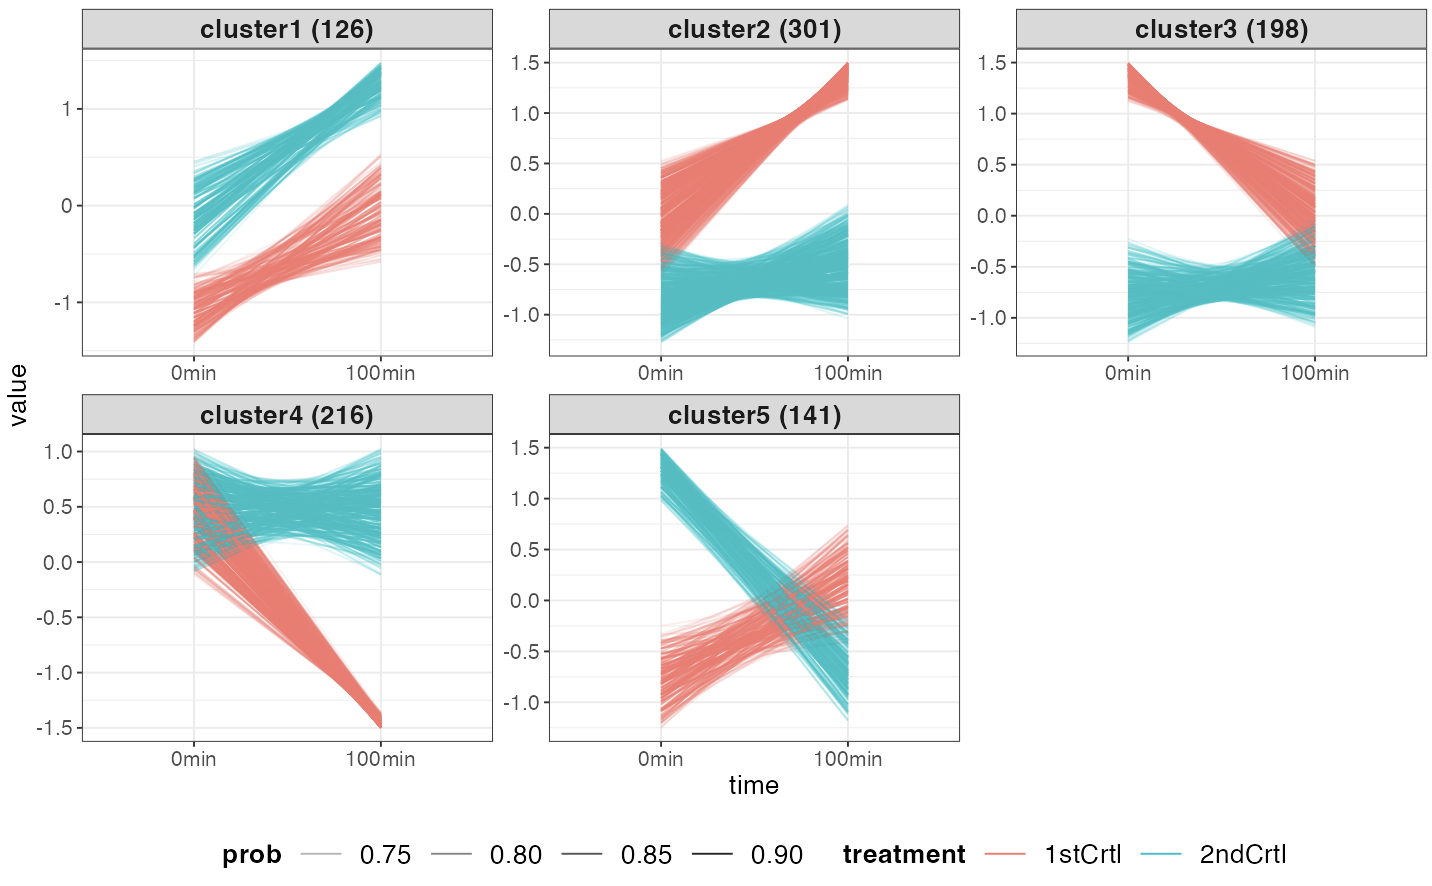 cluster1 (126)
cluster2 (301)
cluster3 (198)
1
0
-1
0min
100min
1.5
1.0
0.5
0.0
-0.5
-1.0
0min
100min
1.5
1.0
0.5
0.0
-0.5
-1.0
0min
100min
value
cluster4 (216)
cluster5 (141)
1.0
0.5
0.0
-0.5
-1.0
-1.5
0min
100min
1.5
1.0
0.5
0.0
-0.5
-1.0
0min
100min
time
prob 0.75 0.80 0.85 0.90 treatment 1stCrtl 2ndCrtl